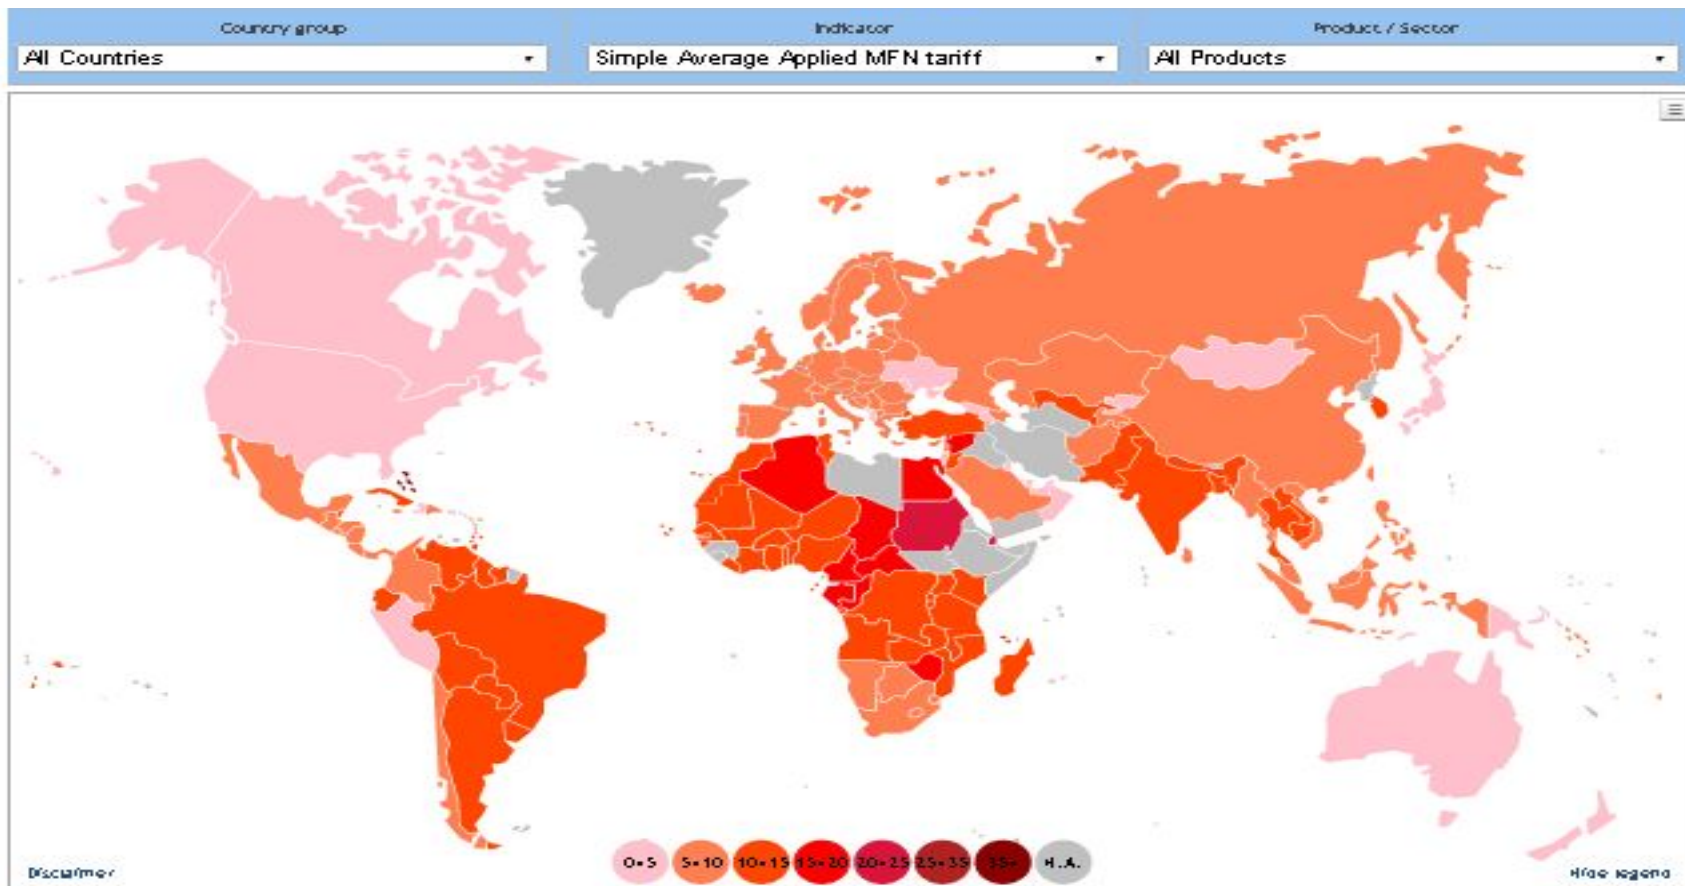 Country group
Indicator
Product / Sector
All Countries
Simple Average Applied MFN tariff
All Products
0-5
5-10
10-15
15-20
20-25
25-35
35-
N.A.
Disclaimer
Hide legend